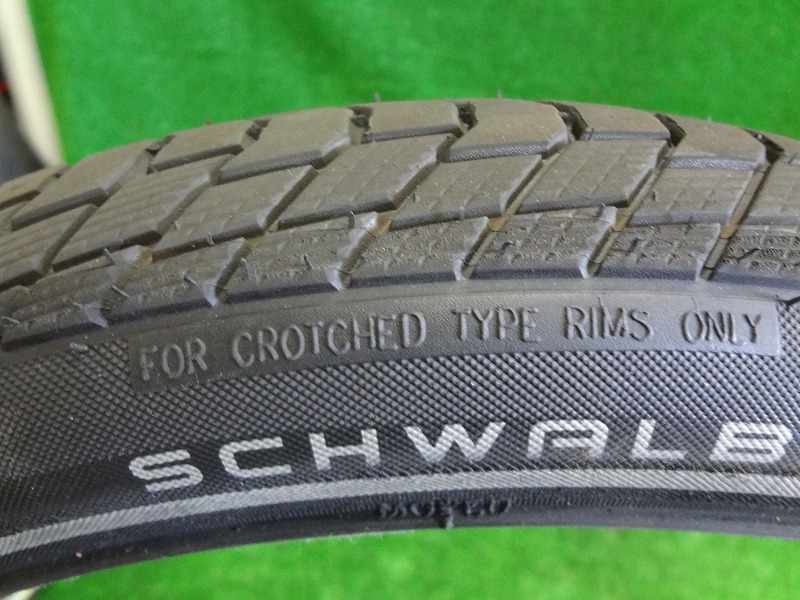 FOR CROTCHED TYPE RIMS ONLY
SCHWALB